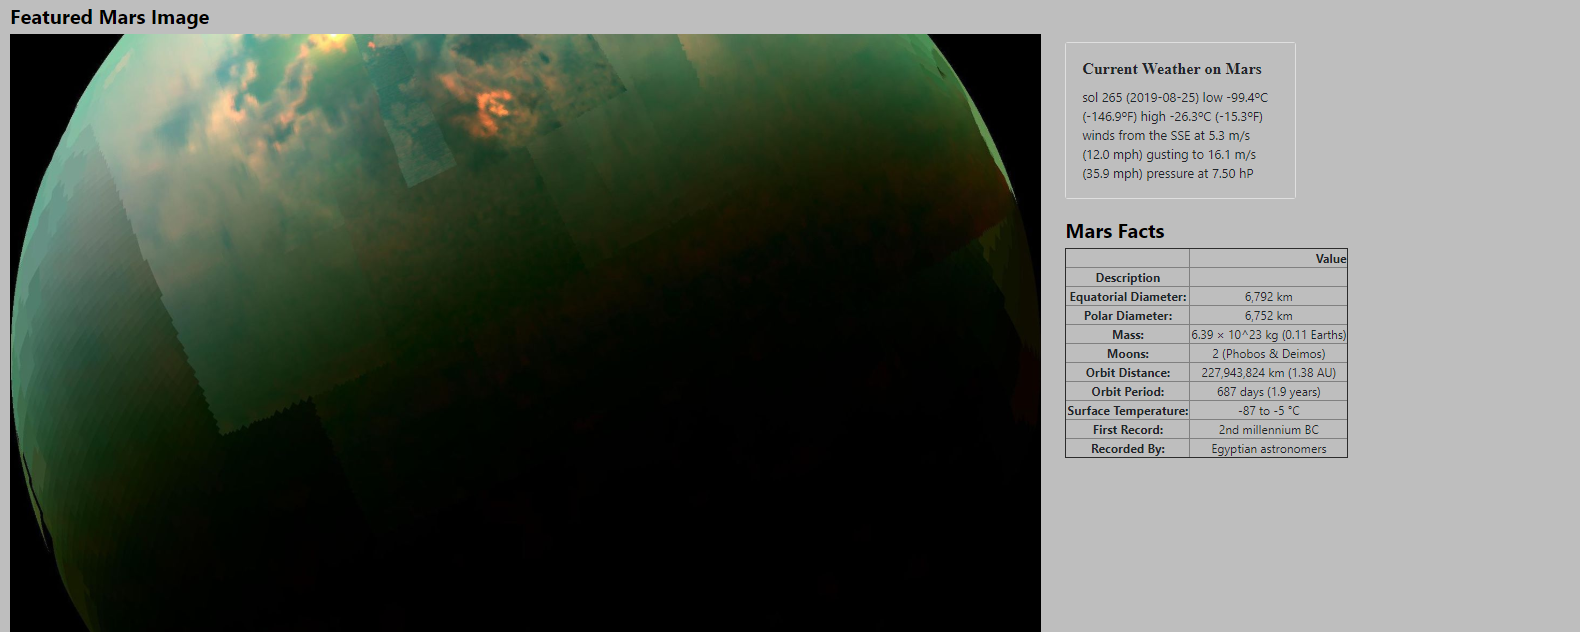 Featured Mars Image
Current Weather on Mars
sol 265 (2019-08-25) low -99.4ºC
(-146.9ºF) high -26.3ºC (-15.3ºF)
winds from the SSE at 5.3 m/s
(12.0 mph) gusting to 16.1 m/s
(35.9 mph) pressure at 7.50 hP
Mars Facts
Value
Description
Equatorial Diameter: 6,792 km
Polar Diameter: 6,752 km
Mass: 6.39 × 10^23 kg (0.11 Earths)
Moons: 2 (Phobos & Deimos)
Orbit Distance: 227,943,824 km (1.38 AU)
Orbit Period: 687 days (1.9 years)
Surface Temperature: -87 to -5 °C
First Record: 2nd millennium BC
Recorded By: Egyptian astronomers